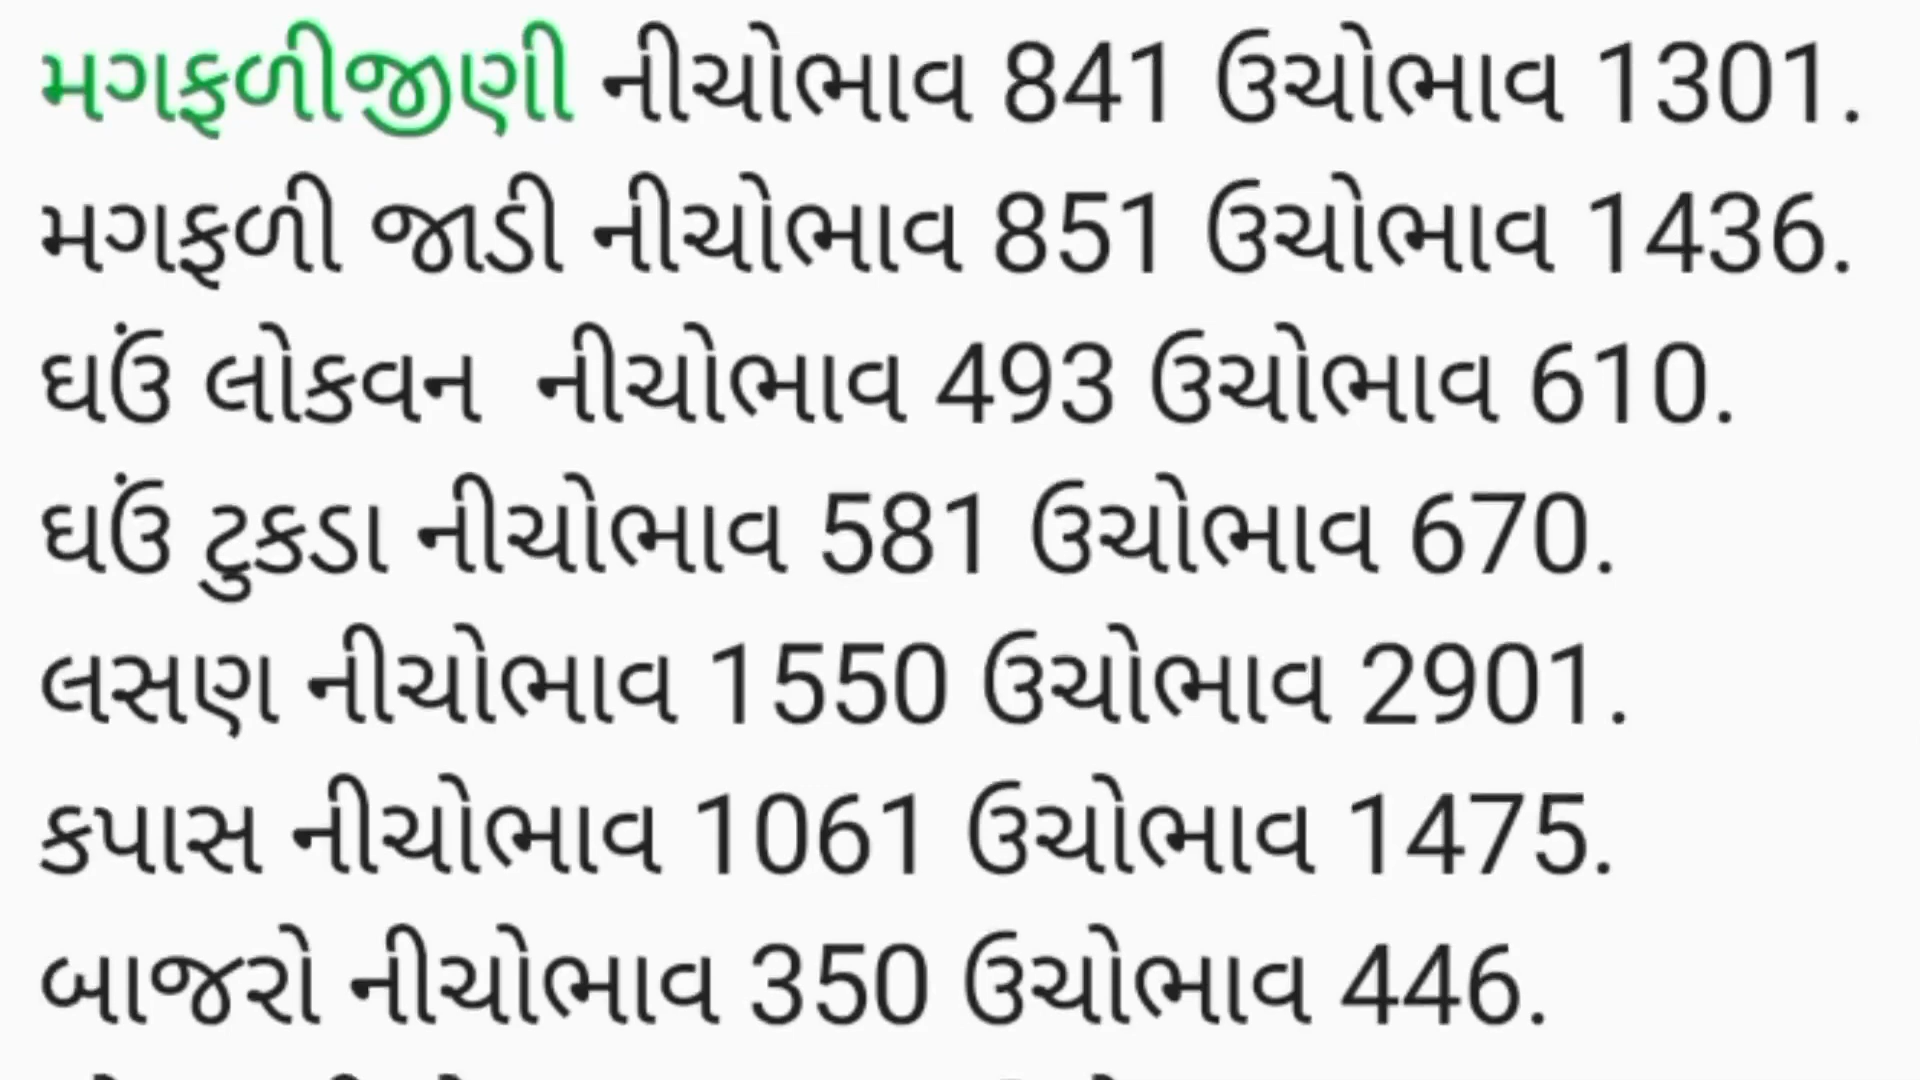 મગફળીજીણી નીચોભાવ 841 ઉચોભાવ 1301.
મગફળી જાડી નીચોભાવ 851 ઉચોભાવ 1436.
ઘઉં લોકવન  નીચોભાવ 493 ઉચોભાવ 610.
ઘઉં ટુકડા નીચોભાવ 581 ઉચોભાવ 670.
લસણ નીચોભાવ 1550 ઉચોભાવ 2901.
કપાસ નીચોભાવ 1061 ઉચોભાવ 1475.
બાજરો નીચોભાવ 350 ઉચોભાવ 446.